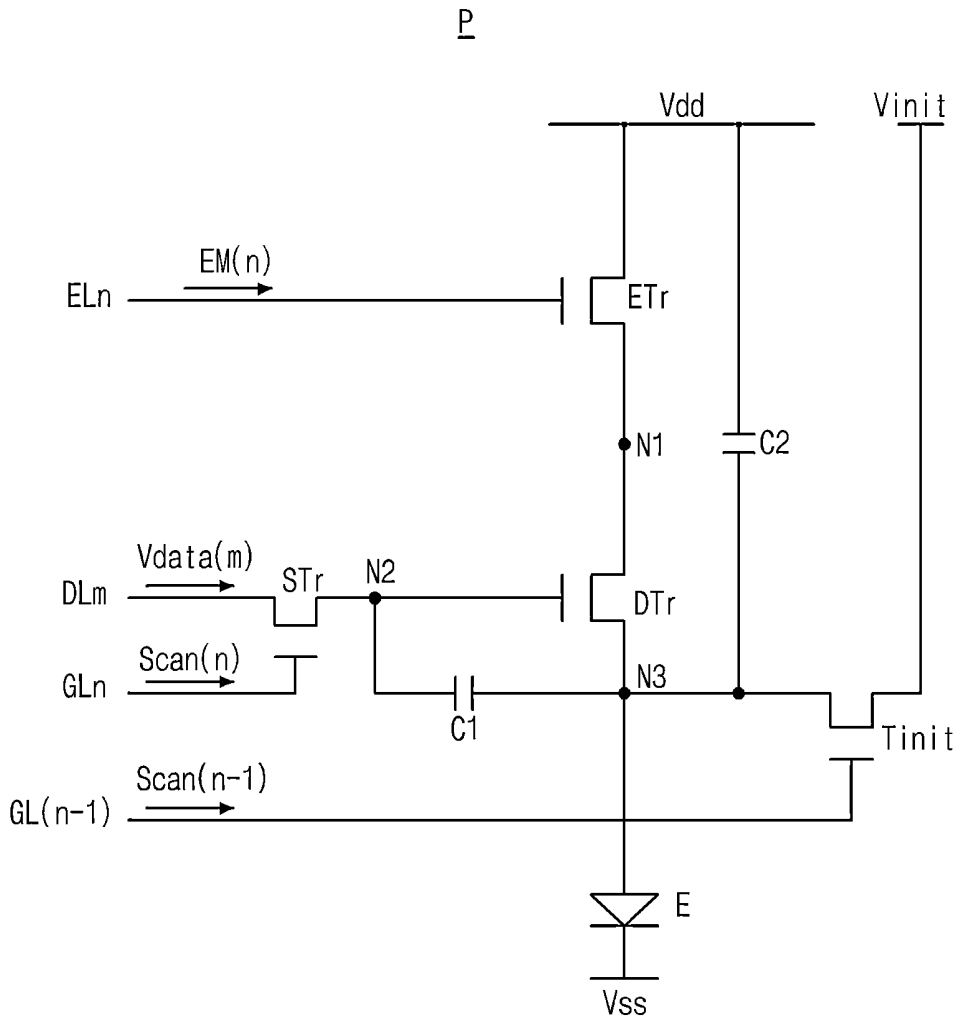 P
Vdd
Vinit
EM(n)
ELn
ETr
N1
C2
Vdata(m)
STr
N2
DLm
DTr
Scan(n)
N3
GLn
C1
Tinit
Scan(n-1)
GL(n-1)
E
Vss